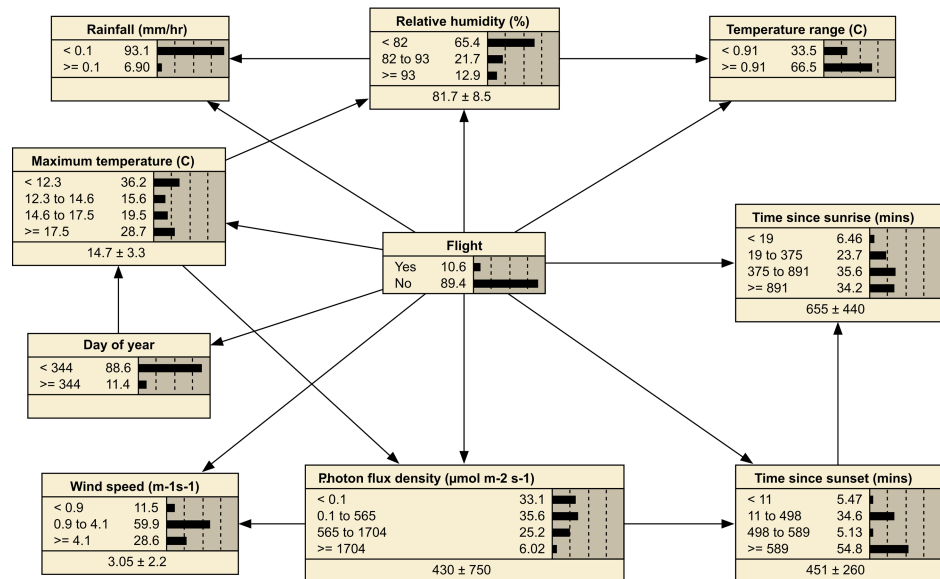 Rainfall (mm/hr)
< 0.1 93.1
>= 0.1 6.90
Relative humidity (%)
< 82 65.4
82 to 93 21.7
>= 93 12.9
81.7 ± 8.5
Temperature range (C)
< 0.91 33.5
>= 0.91 66.5
Maximum temperature (C)
< 12.3 36.2
12.3 to 14.6 15.6
14.6 to 17.5 19.5
>= 17.5 28.7
14.7 ± 3.3
Flight
Yes 10.6
No 89.4
Time since sunrise (mins)
< 19 6.46
19 to 375 23.7
375 to 891 35.6
>= 891 34.2
655 ± 440
Day of year
< 344 88.6
>= 344 11.4
Wind speed (m-1s-1)
< 0.9 11.5
0.9 to 4.1 59.9
>= 4.1 28.6
3.05 ± 2.2
Photon flux density (μmol m-2 s-1)
< 0.1 33.1
0.1 to 565 35.6
565 to 1704 25.2
>= 1704 6.02
430 ± 750
Time since sunset (mins)
< 11 5.47
11 to 498 34.6
498 to 589 5.13
>= 589 54.8
451 ± 260